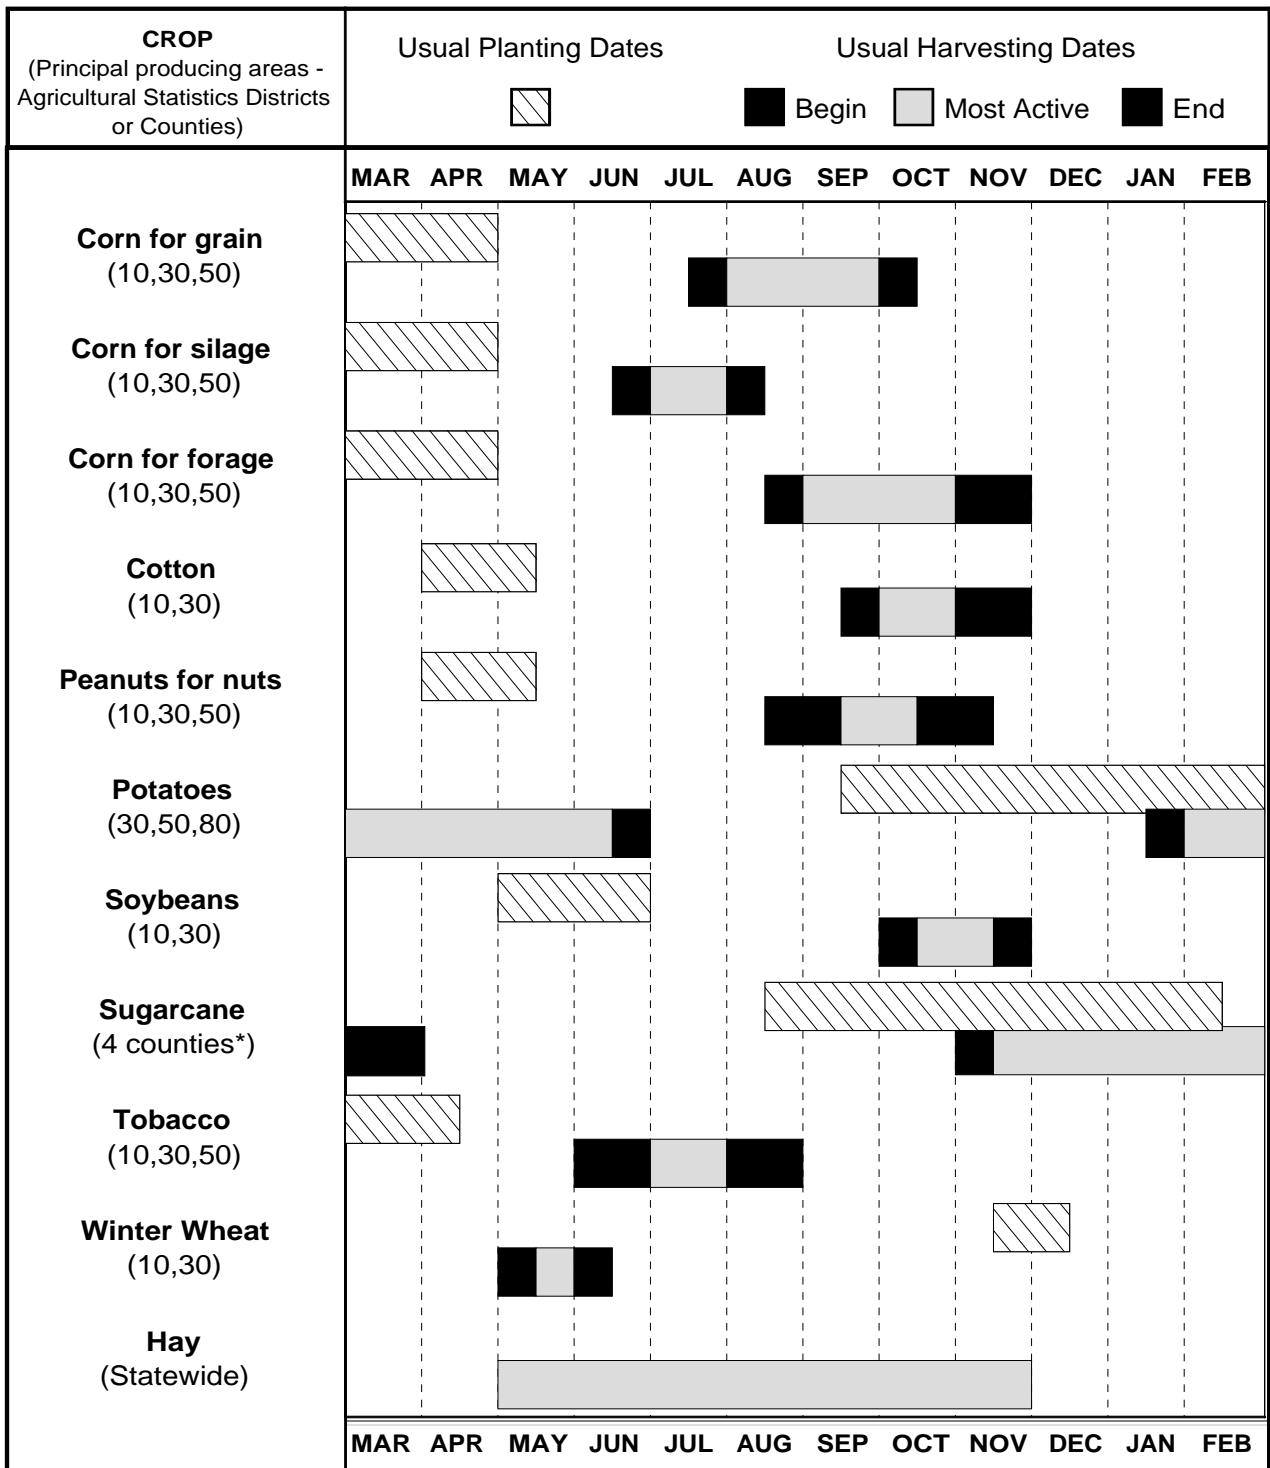 CROP
(Principal producing areas -
Agricultural Statistics Districts
or Counties)
Usual Planting Dates
Usual Harvesting Dates
Begin
Most Active
End
MAR APR MAY JUN JUL AUG SEP OCT NOV DEC JAN FEB
Corn for grain
(10,30,50)
Corn for silage
(10,30,50)
Corn for forage
(10,30,50)
Cotton
(10,30)
Peanuts for nuts
(10,30,50)
Potatoes
(30,50,80)
Soybeans
(10,30)
Sugarcane
(4 counties*)
Tobacco
(10,30,50)
Winter Wheat
(10,30)
Hay
(Statewide)
MAR APR MAY JUN JUL AUG SEP OCT NOV DEC JAN FEB